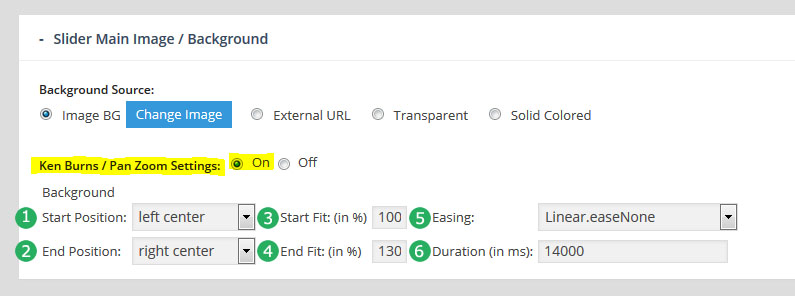 - Slider Main Image / Background
Background Source:
Image BG Change Image External URL Transparent Solid Colored
Ken Burns / Pan Zoom Settings: On Off
Background
1 Start Position: left center 3 Start Fit: (in %) 100 5 Easing: Linear.easeNone
2 End Position: right center 4 End Fit: (in %) 130 6 Duration (in ms): 14000